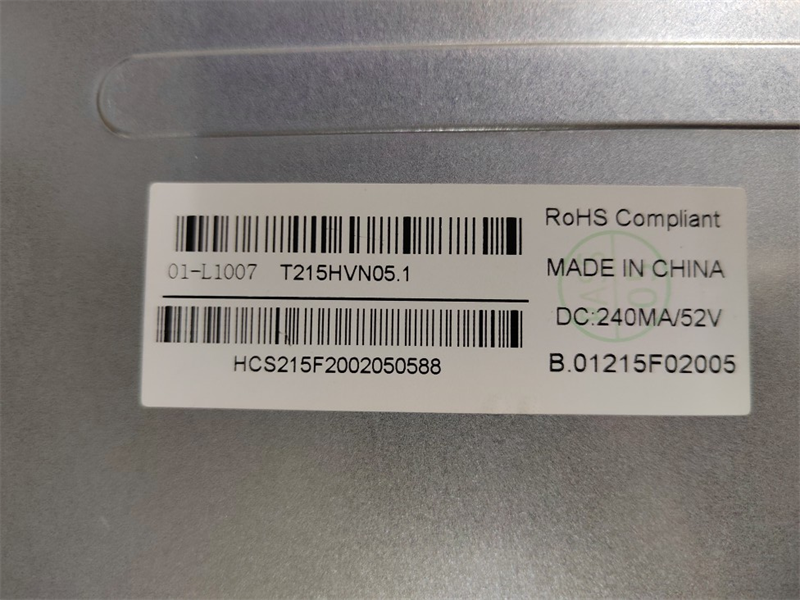 01-L1007 T215HVN05.1
HCS215F2002050588
RoHS Compliant
MADE IN CHINA
DC:240MA/52V
B.01215F02005